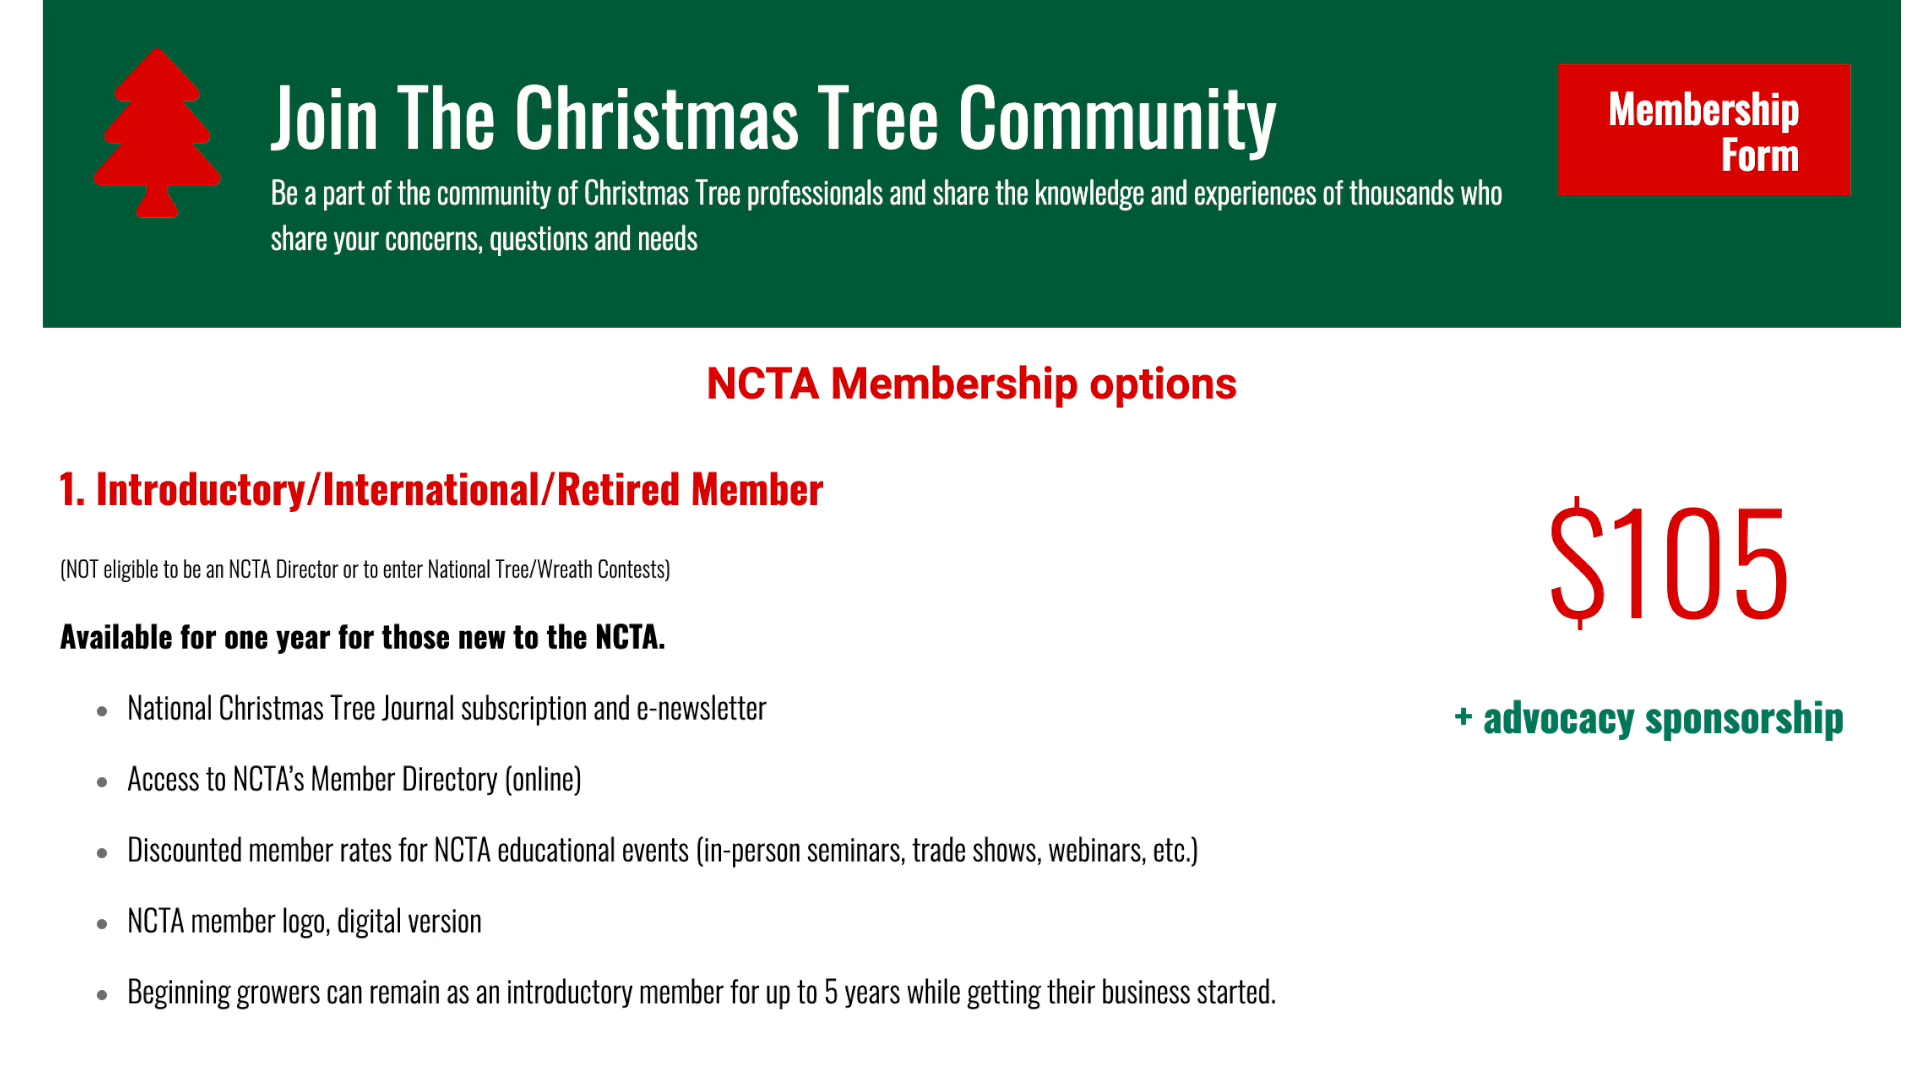 Join The Christmas Tree Community
Be a part of the community of Christmas Tree professionals and share the knowledge and experiences of thousands who
share your concerns, questions and needs
Membership
Form
NCTA Membership options
1. Introductory/International/Retired Member
(NOT eligible to be an NCTA Director or to enter National Tree/Wreath Contests)
Available for one year for those new to the NCTA.
• National Christmas Tree Journal subscription and e-newsletter
• Access to NCTA’s Member Directory (online)
• Discounted member rates for NCTA educational events (in-person seminars, trade shows, webinars, etc.)
• NCTA member logo, digital version
• Beginning growers can remain as an introductory member for up to 5 years while getting their business started.
$105
+ advocacy sponsorship